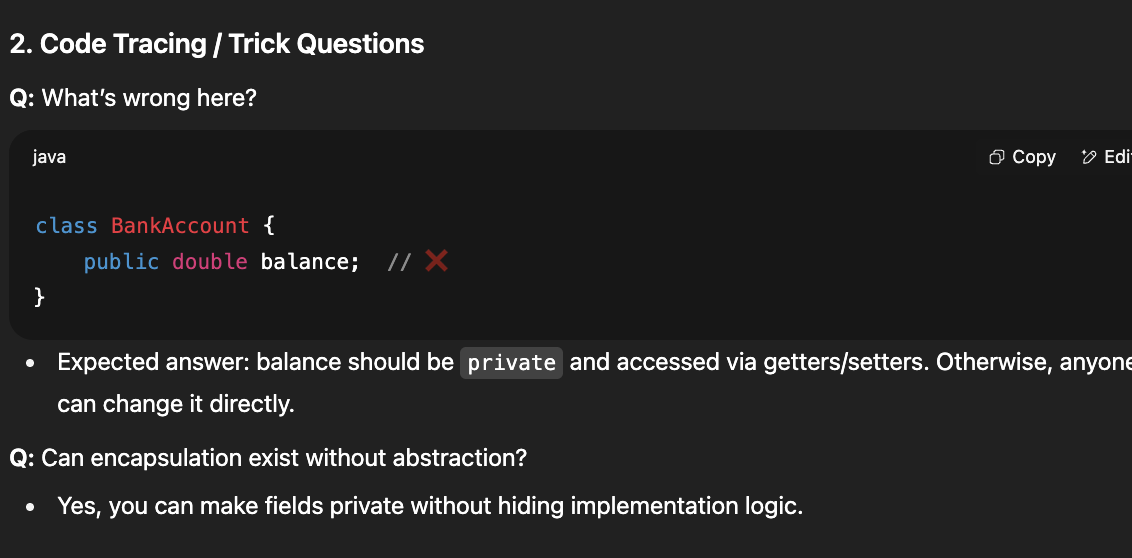 2. Code Tracing / Trick Questions
Q: What’s wrong here?
java
Copy
class BankAccount {
public double balance;  // ❌
}
Expected answer: balance should be private and accessed via getters/setters. Otherwise, anyone
can change it directly.
Q: Can encapsulation exist without abstraction?
Yes, you can make fields private without hiding implementation logic.